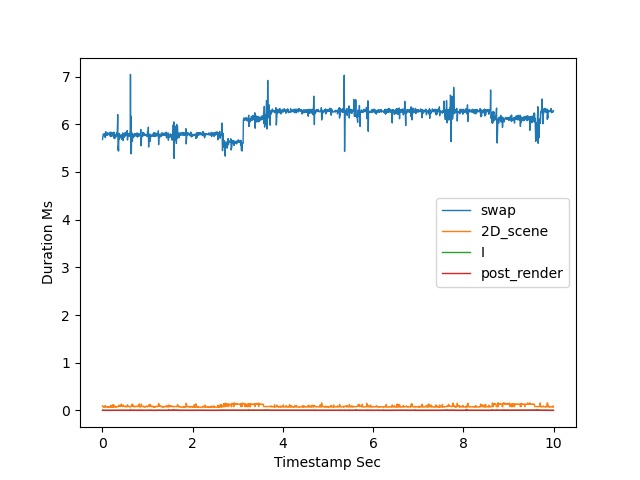 7
6
5
4
3
2
1
0
Duration Ms
swap
2D_scene
I
post_render
0 2 4 6 8 10
Timestamp Sec